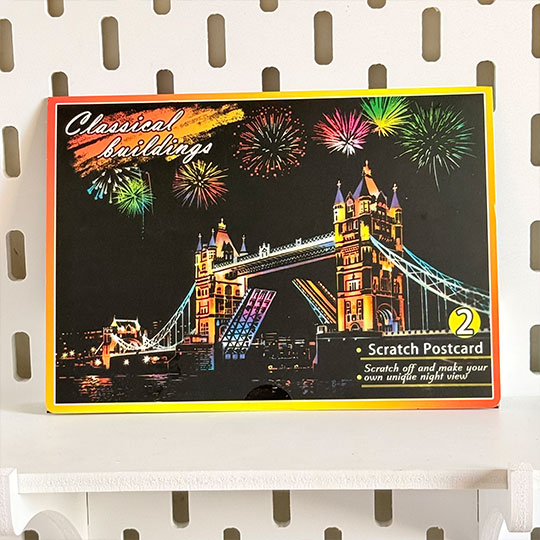 Classical
buildings
2
Scratch Postcard
Scratch off and make your
own unique night view